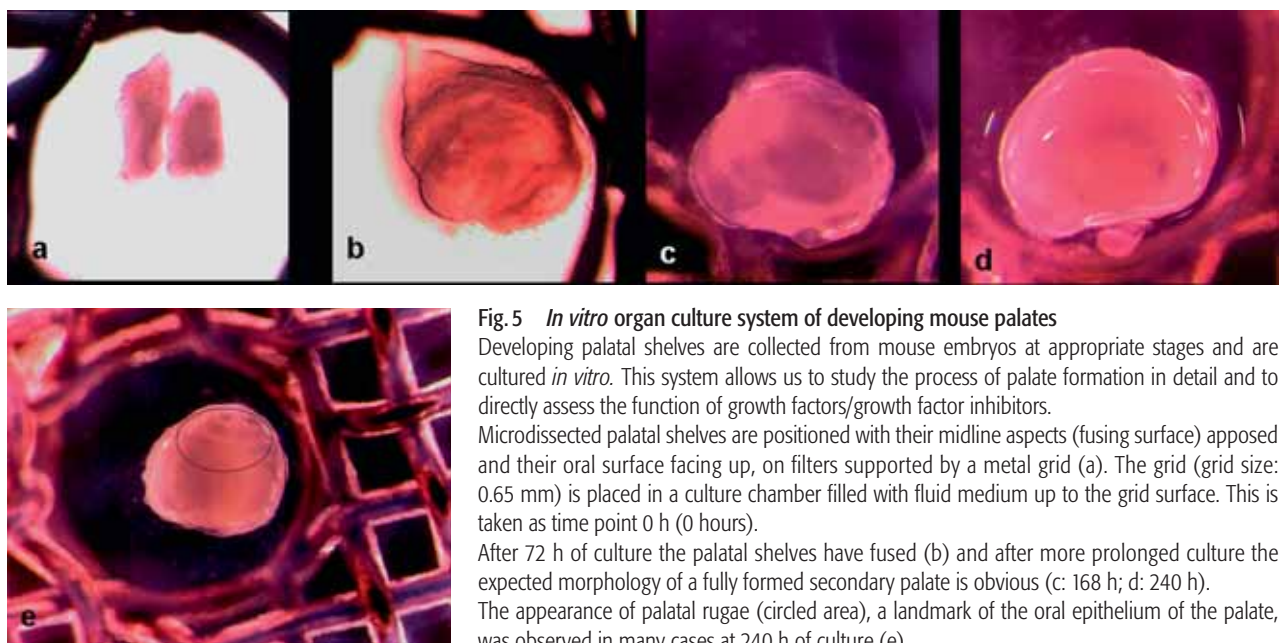 a
b
c
d
e
Fig. 5 In vitro organ culture system of developing mouse palates
Developing palatal shelves are collected from mouse embryos at appropriate stages and are
cultured in vitro. This system allows us to study the process of palate formation in detail and to
directly assess the function of growth factors/growth factor inhibitors.
Microdissected palatal shelves are positioned with their midline aspects (fusing surface) apposed
and their oral surface facing up, on filters supported by a metal grid (a). The grid (grid size:
0.65 mm) is placed in a culture chamber filled with fluid medium up to the grid surface. This is
taken as time point 0 h (0 hours).
After 72 h of culture the palatal shelves have fused (b) and after more prolonged culture the
expected morphology of a fully formed secondary palate is obvious (c: 168 h; d: 240 h).
The appearance of palatal rugae (circled area), a landmark of the oral epithelium of the palate,
was observed in many cases at 240 h of culture (e).